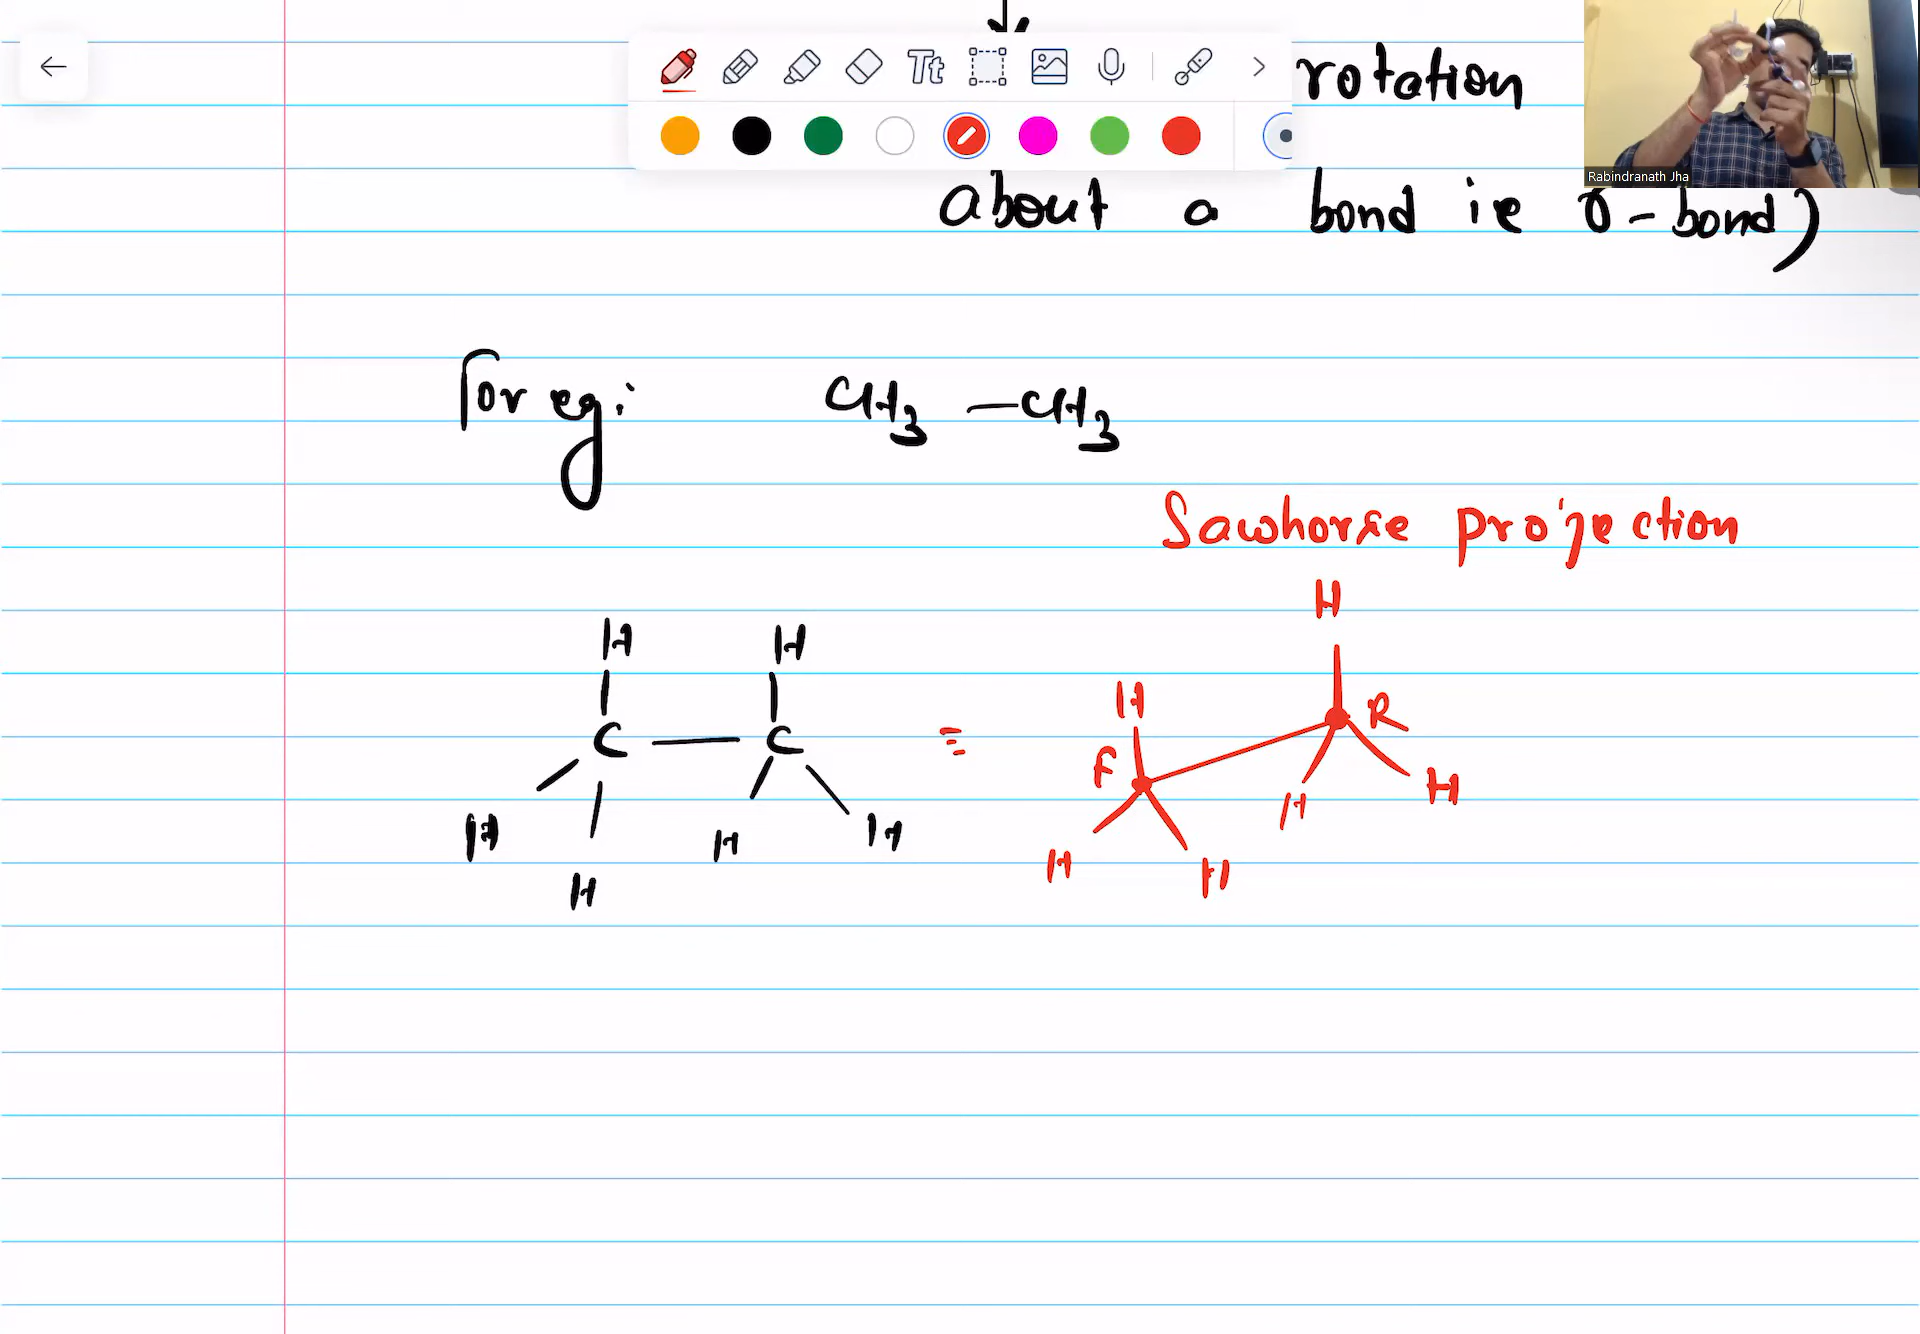 rotation
Rabindranath Jha
about a bond ie σ-bond)
For eg:
CH3 – CH3
Sawhorse projection
H
H H
H
C — C ≡ R
F
H H H H H
H
H H